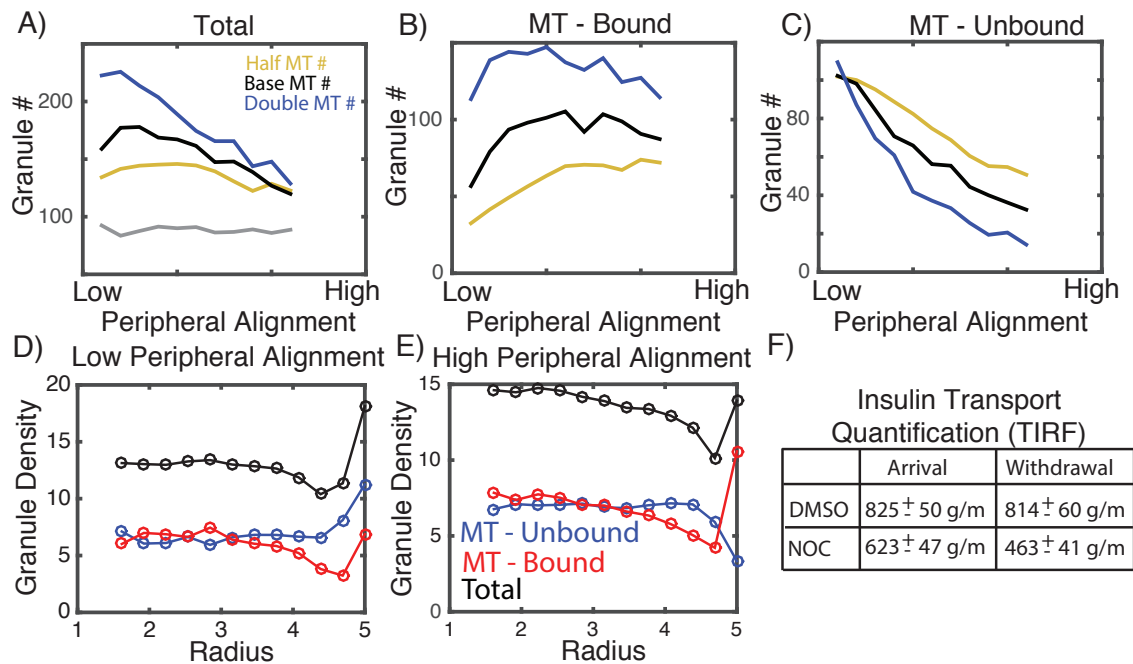 A)
Total
Half MT #
Base MT #
Double MT #
Granule #
200
100
Low
High
Peripheral Alignment
B)
MT - Bound
Granule #
100
0
Low
High
Peripheral Alignment
C)
MT - Unbound
Granule #
80
40
0
Low
High
Peripheral Alignment
D)
Low Peripheral Alignment
Granule Density
20
15
10
5
0
1 2 3 4 5
Radius
E)
High Peripheral Alignment
Granule Density
15
10
5
0
MT - Unbound
MT - Bound
Total
1 2 3 4 5
Radius
F)
Insulin Transport
Quantification (TIRF)
Arrival Withdrawal
DMSO 825 ± 50 g/m 814 ± 60 g/m
NOC 623 ± 47 g/m 463 ± 41 g/m